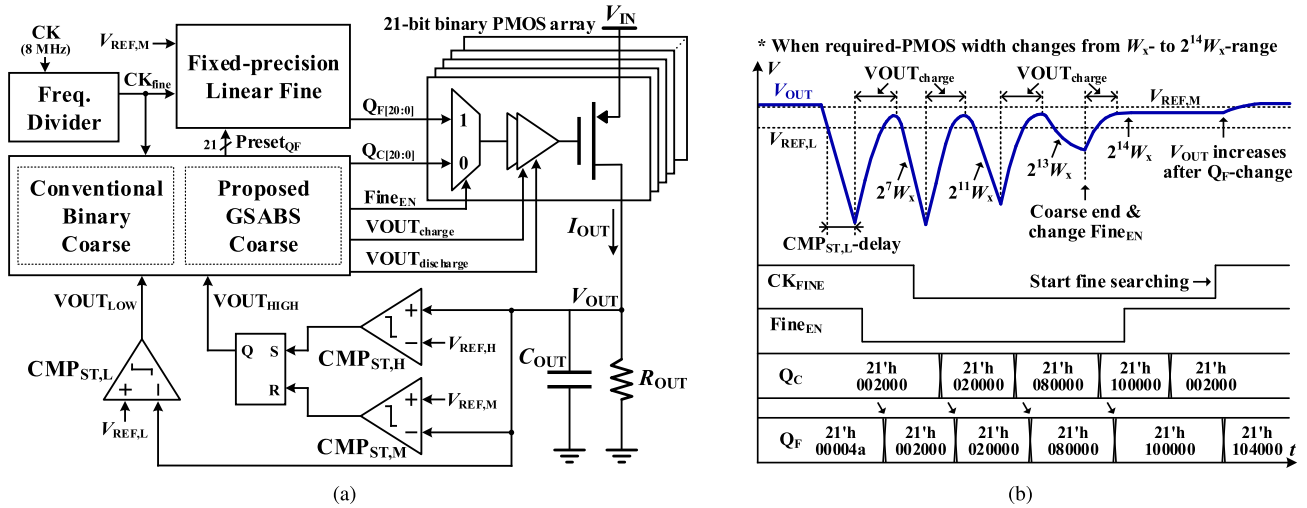 CK
(8 MHz)
Freq.
Divider
CKfine
VREF,M
Fixed-precision
Linear Fine
21
PresetQF
Conventional
Binary
Coarse
Proposed
GSABS
Coarse
21-bit binary PMOS array
VIN
QF[20:0]
QC[20:0]
1
0
FineEN
VOUTcharge
VOUTdischarge
IOUT
VOUT
VOUTLOW
VOUTHIGH
CMPST,L
+
−
VREF,L
Q
S
R
CMPST,H
+
−
VREF,H
CMPST,M
+
−
VREF,M
COUT
ROUT
(a)
* When required-PMOS width changes from Wx- to 2^14Wx-range
V
VOUT
VOUTcharge
VOUTcharge
VREF,M
VREF,L
2^7Wx
2^11Wx
2^13Wx
2^14Wx
VOUT increases
after QF-change
Coarse end &
change FineEN
CMPST,L-delay
CKFINE
Start fine searching→
FineEN
QC
21'h 002000
21'h 020000
21'h 080000
21'h 100000
21'h 002000
QF
21'h 00004a
21'h 002000
21'h 020000
21'h 080000
21'h 100000
21'h 104000
t
(b)